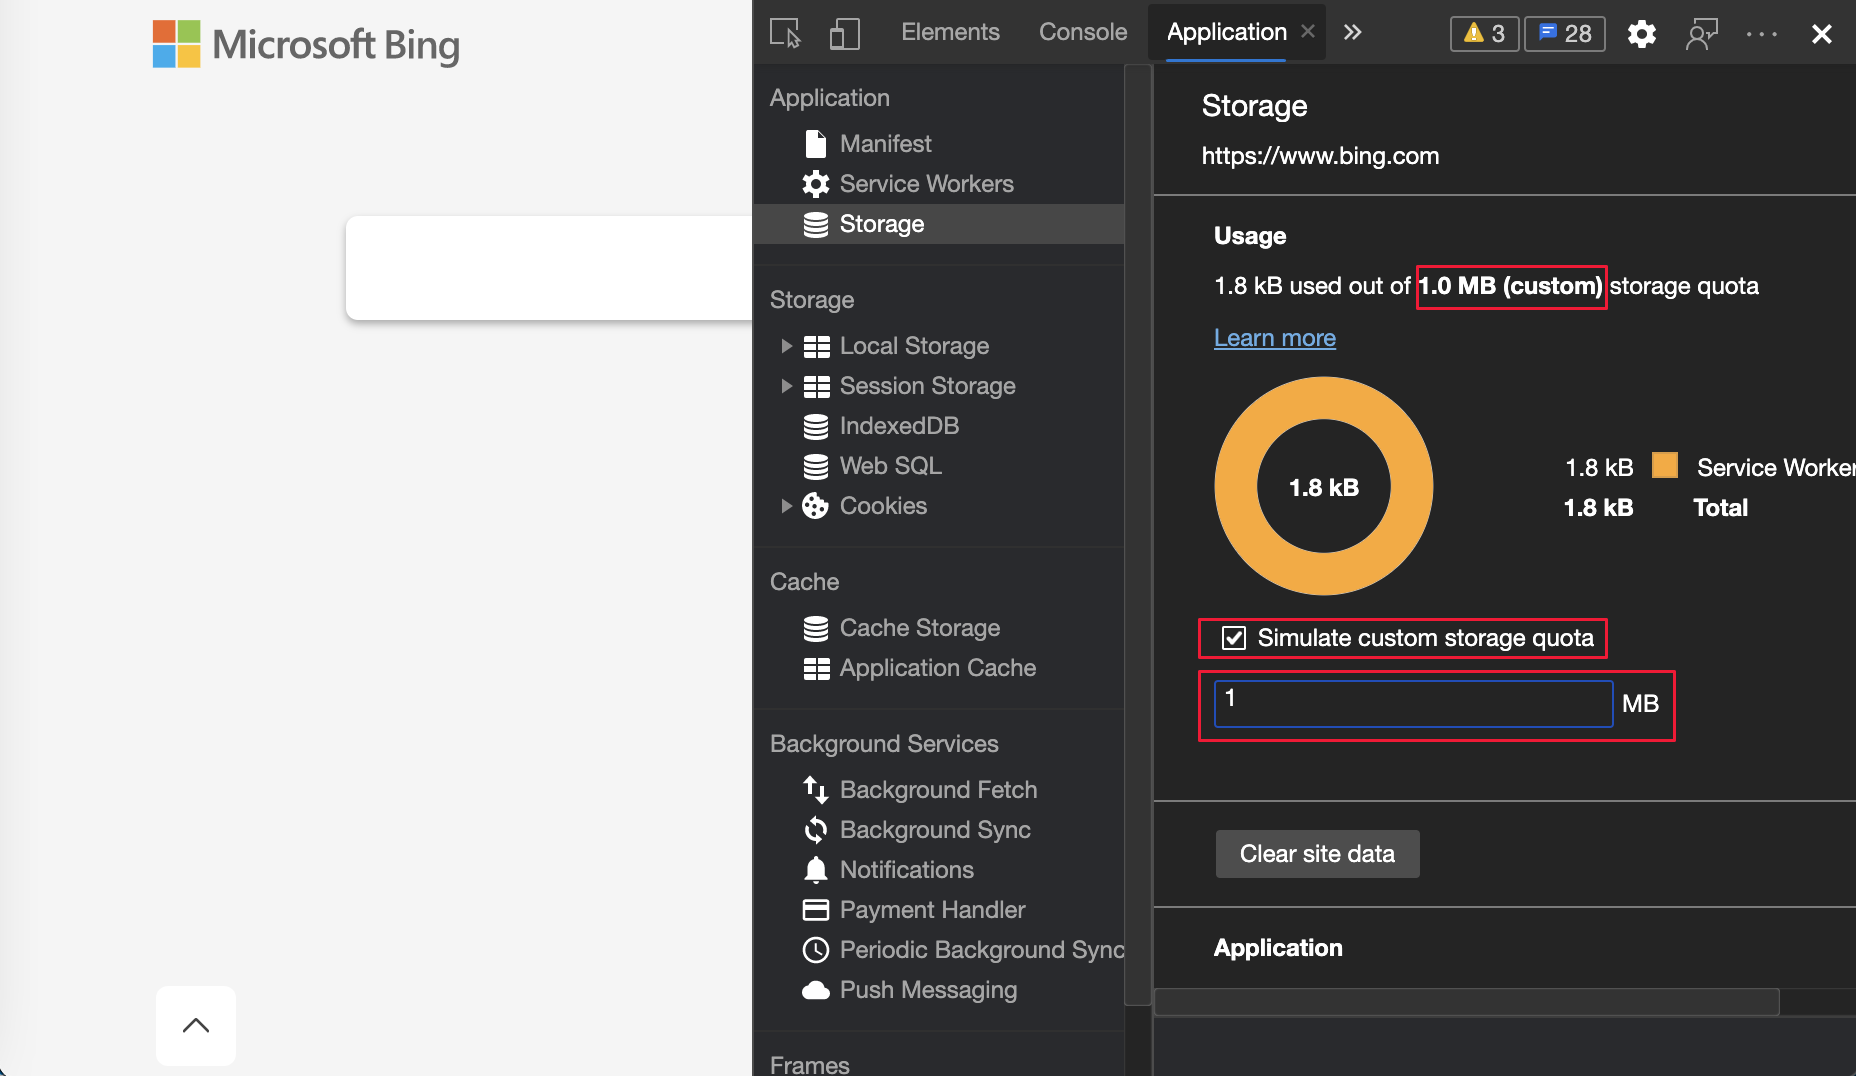 Microsoft Bing
Elements
Console
Application
3
28
Application
Manifest
Service Workers
Storage
Storage
Local Storage
Session Storage
IndexedDB
Web SQL
Cookies
Cache
Cache Storage
Application Cache
Background Services
Background Fetch
Background Sync
Notifications
Payment Handler
Periodic Background Sync
Push Messaging
Frames
Storage
https://www.bing.com
Usage
1.8 kB used out of 1.0 MB (custom) storage quota
Learn more
1.8 kB
1.8 kB Service Worker
1.8 kB Total
Simulate custom storage quota
1 MB
Clear site data
Application